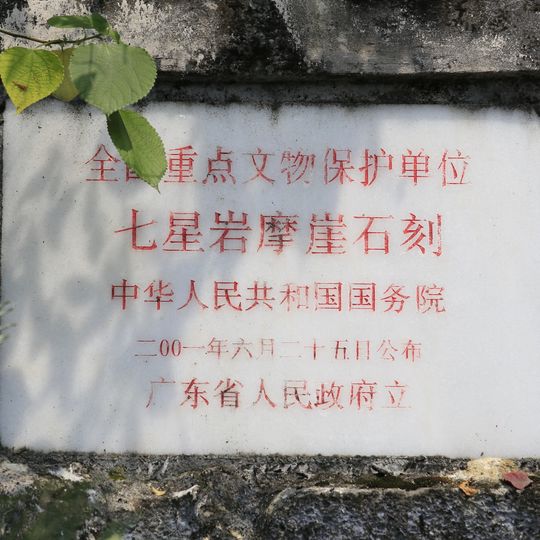 全重点文物保护单位
七星岩摩崖石刻
中华人民共和国国务院
二00一年六月二十五日公布
广东省人民政府立